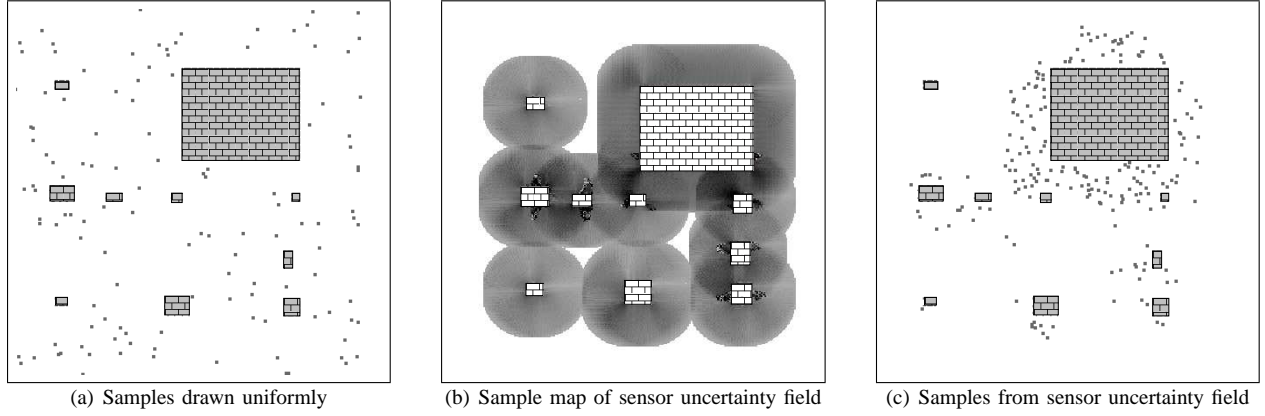 (a) Samples drawn uniformly
(b) Sample map of sensor uncertainty field
(c) Samples from sensor uncertainty field